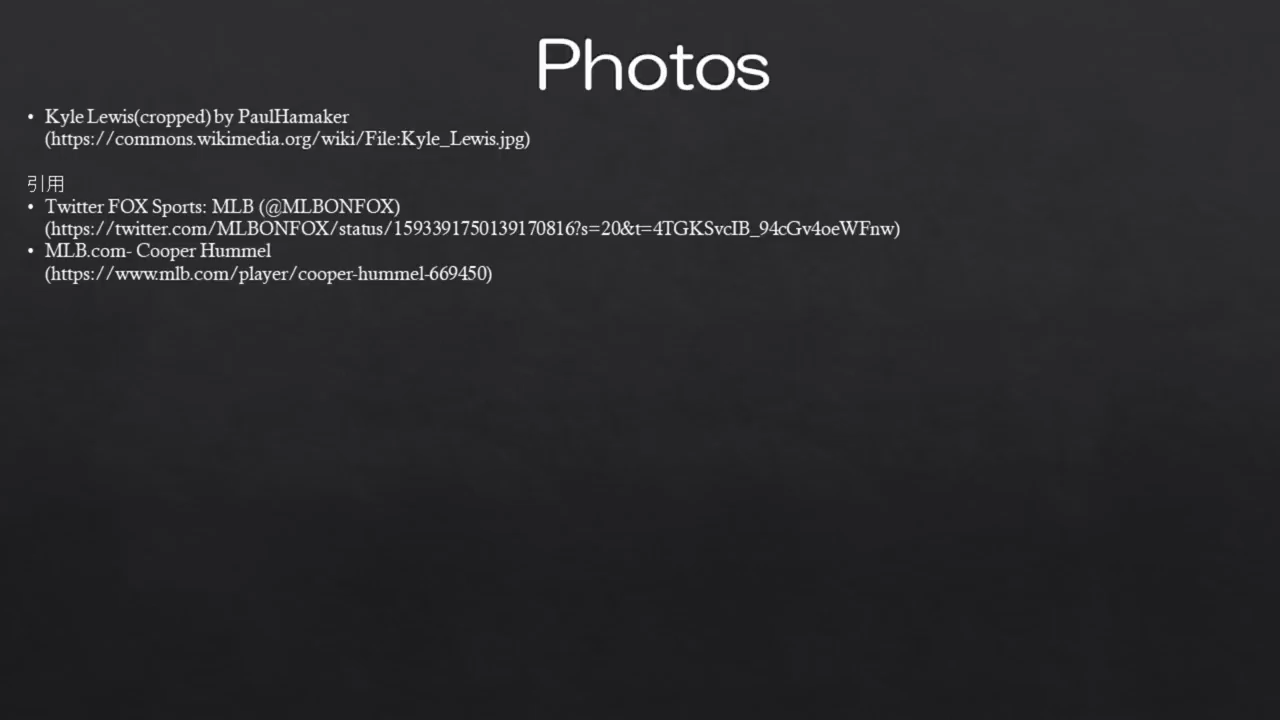 Photos
• Kyle Lewis(cropped) by PaulHamaker
(https://commons.wikimedia.org/wiki/File:Kyle_Lewis.jpg)
引用
• Twitter FOX Sports: MLB (@MLBONFOX)
(https://twitter.com/MLBONFOX/status/1593391750139170816?s=20&t=4TGKSvcIB_94cGv4oeWFnw)
• MLB.com- Cooper Hummel
(https://www.mlb.com/player/cooper-hummel-669450)